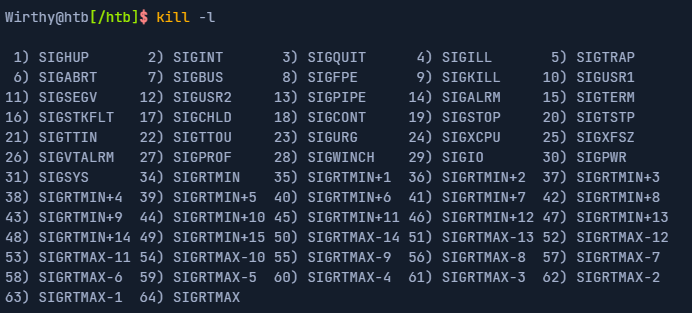 Wirthy@htb[/htb]$ kill -l
1) SIGHUP 2) SIGINT 3) SIGQUIT 4) SIGILL 5) SIGTRAP
6) SIGABRT 7) SIGBUS 8) SIGFPE 9) SIGKILL 10) SIGUSR1
11) SIGSEGV 12) SIGUSR2 13) SIGPIPE 14) SIGALRM 15) SIGTERM
16) SIGSTKFLT 17) SIGCHLD 18) SIGCONT 19) SIGSTOP 20) SIGTSTP
21) SIGTTIN 22) SIGTTOU 23) SIGURG 24) SIGXCPU 25) SIGXFSZ
26) SIGVTALRM 27) SIGPROF 28) SIGWINCH 29) SIGIO 30) SIGPWR
31) SIGSYS 34) SIGRTMIN 35) SIGRTMIN+1 36) SIGRTMIN+2 37) SIGRTMIN+3
38) SIGRTMIN+4 39) SIGRTMIN+5 40) SIGRTMIN+6 41) SIGRTMIN+7 42) SIGRTMIN+8
43) SIGRTMIN+9 44) SIGRTMIN+10 45) SIGRTMIN+11 46) SIGRTMIN+12 47) SIGRTMIN+13
48) SIGRTMIN+14 49) SIGRTMIN+15 50) SIGRTMAX-14 51) SIGRTMAX-13 52) SIGRTMAX-12
53) SIGRTMAX-11 54) SIGRTMAX-10 55) SIGRTMAX-9 56) SIGRTMAX-8 57) SIGRTMAX-7
58) SIGRTMAX-6 59) SIGRTMAX-5 60) SIGRTMAX-4 61) SIGRTMAX-3 62) SIGRTMAX-2
63) SIGRTMAX-1 64) SIGRTMAX